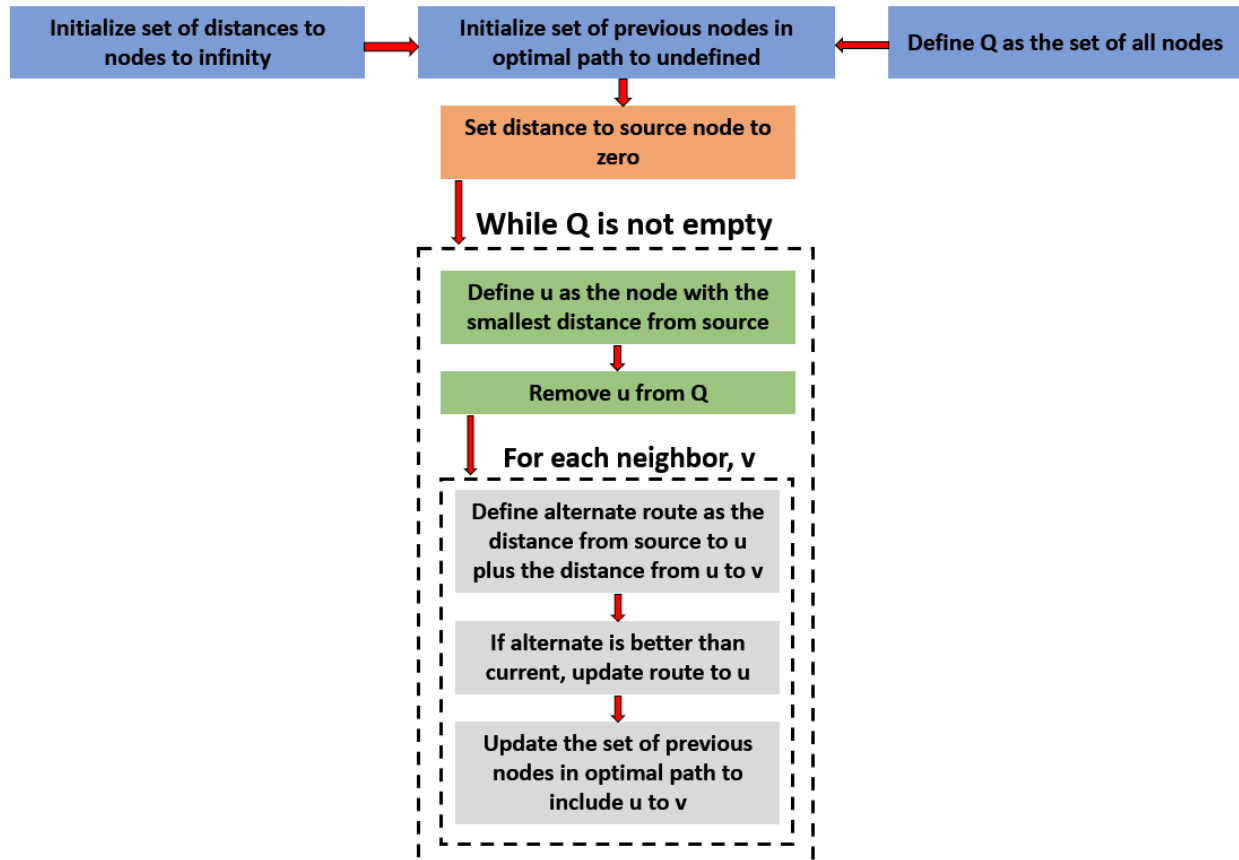 Initialize set of distances to
nodes to infinity
Initialize set of previous nodes in
optimal path to undefined
Define Q as the set of all nodes
Set distance to source node to
zero
While Q is not empty
Define u as the node with the
smallest distance from source
Remove u from Q
For each neighbor, v
Define alternate route as the
distance from source to u
plus the distance from u to v
If alternate is better than
current, update route to u
Update the set of previous
nodes in optimal path to
include u to v